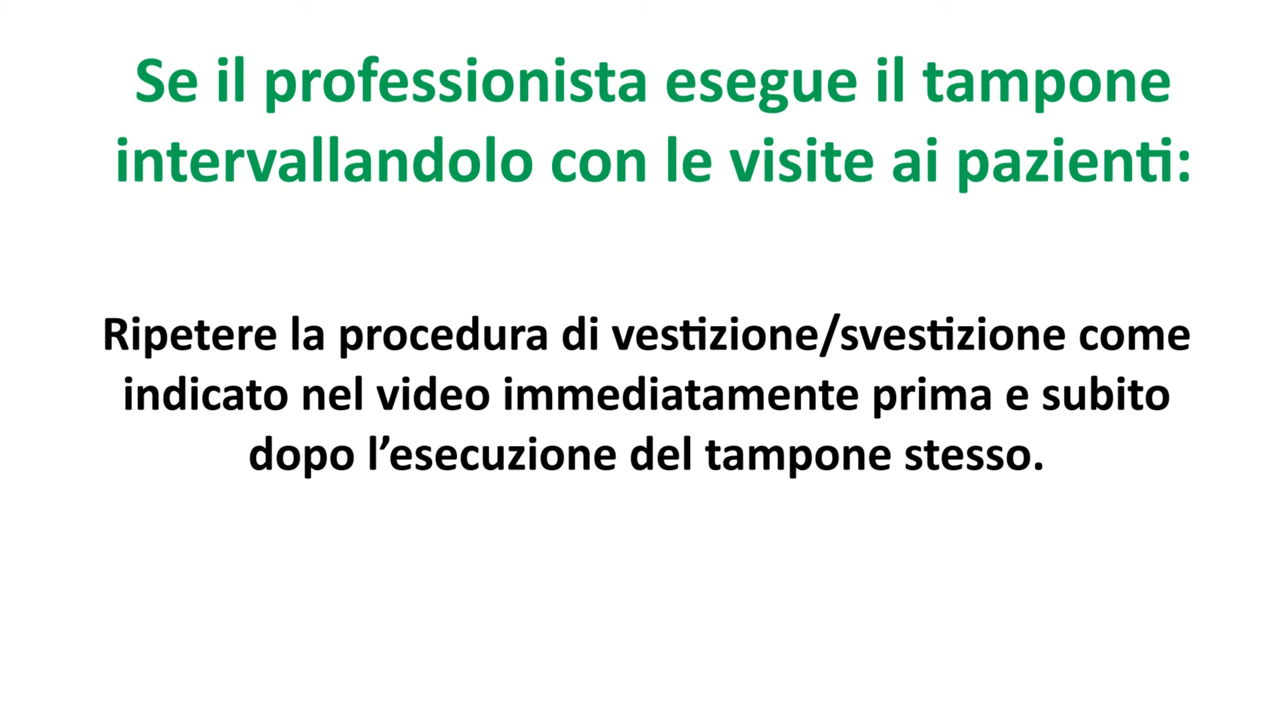 Se il professionista esegue il tampone
intervallandolo con le visite ai pazienti:
Ripetere la procedura di vestizione/svestizione come
indicato nel video immediatamente prima e subito
dopo l’esecuzione del tampone stesso.